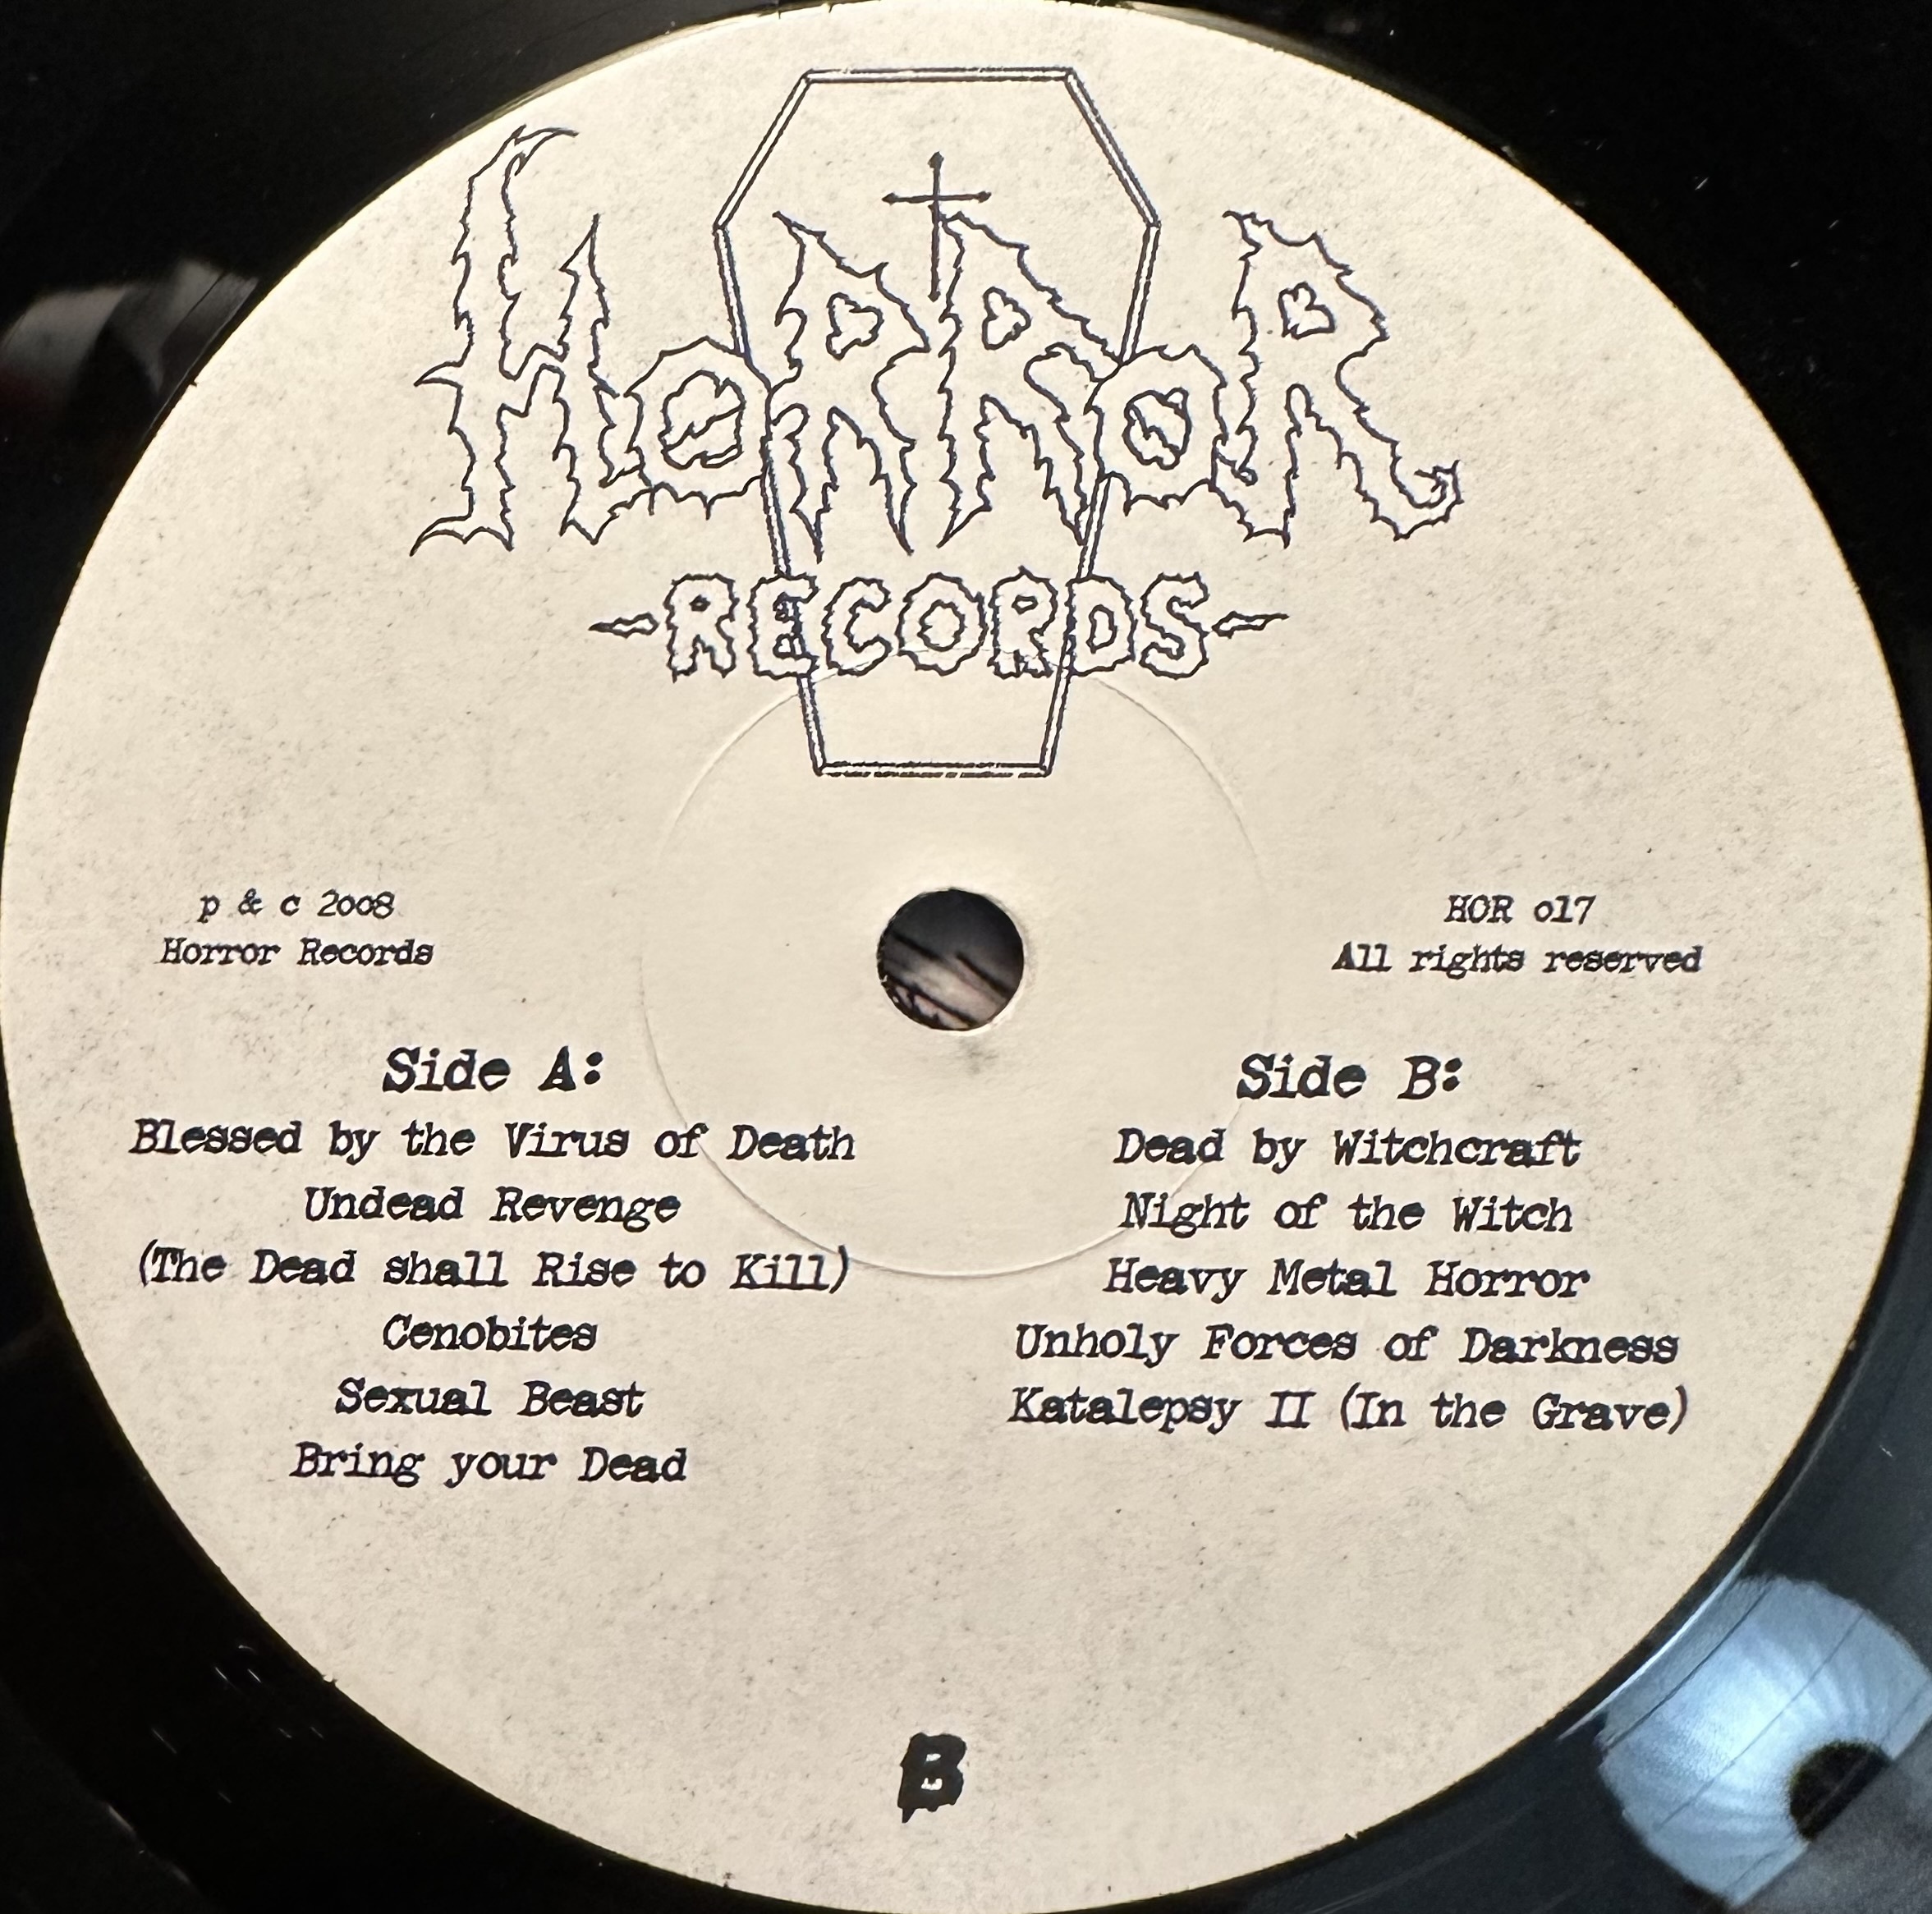 HORROR
-RECORDS-
p & c 2008
Horror Records
HOR 017
All rights reserved
Side A:
Blessed by the Virus of Death
Undead Revenge
(The Dead shall Rise to Kill)
Cenobites
Sexual Beast
Bring your Dead
Side B:
Dead by Witchcraft
Night of the Witch
Heavy Metal Horror
Unholy Forces of Darkness
Katalepsy II (In the Grave)
B